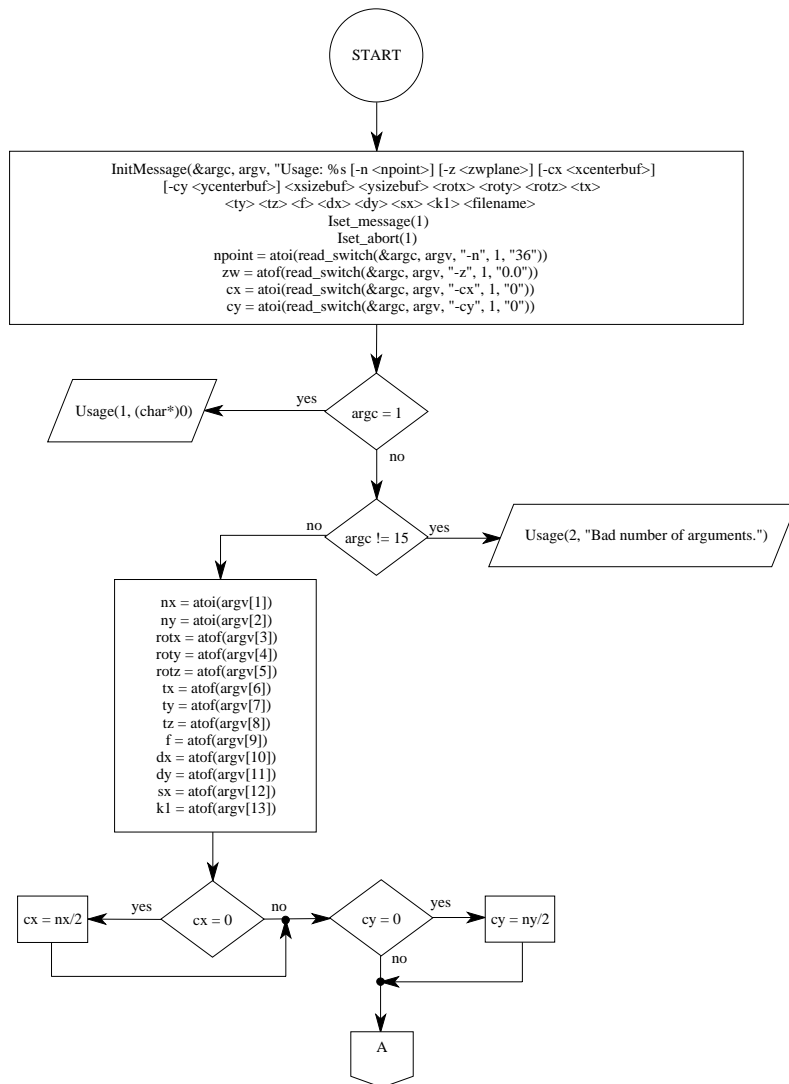 START
InitMessage(&argc, argv, "Usage: %s [-n <npoint>] [-z <zwplane>] [-cx <xcenterbuf>]
[-cy <ycenterbuf>] <xsizebuf> <ysizebuf> <rotx> <roty> <rotz> <tx>
<ty> <tz> <f> <dx> <dy> <sx> <k1> <filename>
Iset_message(1)
Iset_abort(1)
npoint = atoi(read_switch(&argc, argv, "-n", 1, "36"))
zw = atof(read_switch(&argc, argv, "-z", 1, "0.0"))
cx = atoi(read_switch(&argc, argv, "-cx", 1, "0"))
cy = atoi(read_switch(&argc, argv, "-cy", 1, "0"))
yes
Usage(1, (char*)0)
argc = 1
no
no
argc != 15
yes
Usage(2, "Bad number of arguments.")
nx = atoi(argv[1])
ny = atoi(argv[2])
rotx = atof(argv[3])
roty = atof(argv[4])
rotz = atof(argv[5])
tx = atof(argv[6])
ty = atof(argv[7])
tz = atof(argv[8])
f = atof(argv[9])
dx = atof(argv[10])
dy = atof(argv[11])
sx = atof(argv[12])
k1 = atof(argv[13])
yes
no
yes
cx = nx/2
cx = 0
cy = 0
cy = ny/2
no
A